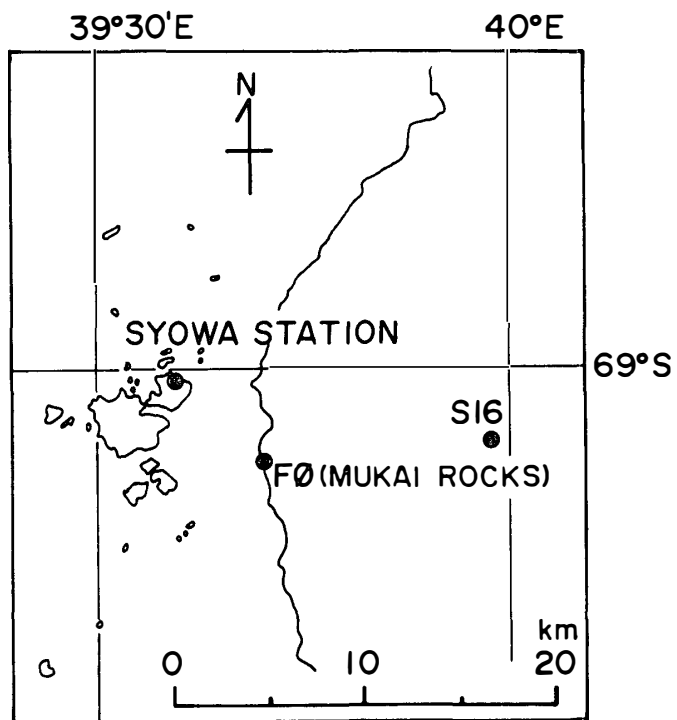 39°30'E 40°E
N
SYOWA STATION
69°S
S16
FØ(MUKAI ROCKS)
km
0 10 20